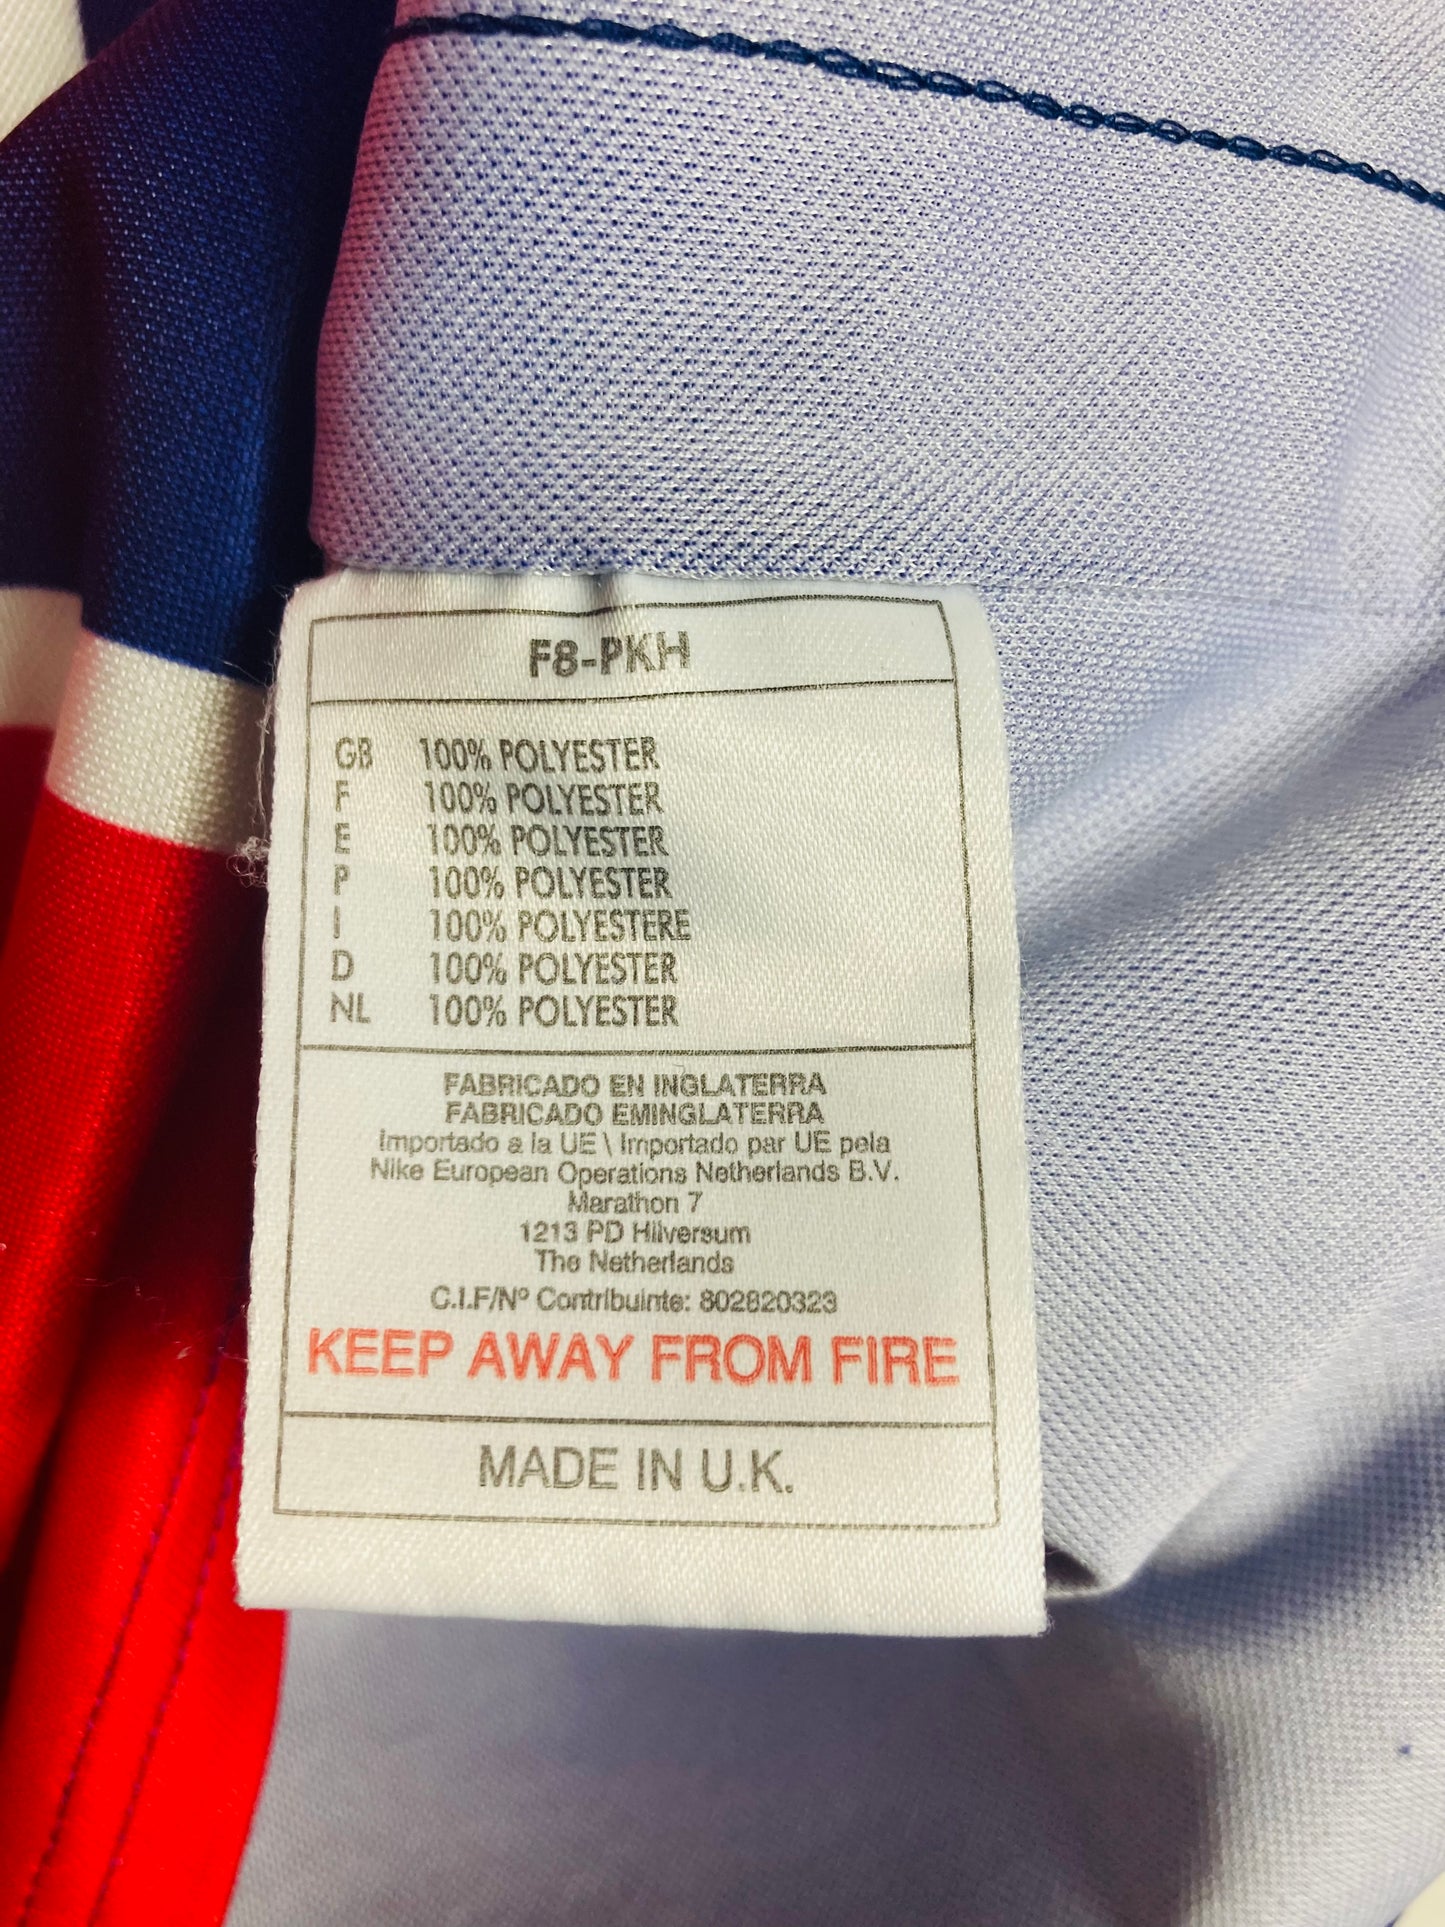 F8-PKH
GB 100% POLYESTER
F 100% POLYESTER
E 100% POLYESTER
P 100% POLYESTER
I 100% POLYESTERE
D 100% POLYESTER
NL 100% POLYESTER
FABRICADO EN INGLATERRA
FABRICADO EMINGLATERRA
Importado a la UE \ Importado par UE pela
Nike European Operations Netherlands B.V.
Marathon 7
1213 PD Hilversum
The Netherlands
C.I.F/Nº Contribuinte: 802820323
KEEP AWAY FROM FIRE
MADE IN U.K.